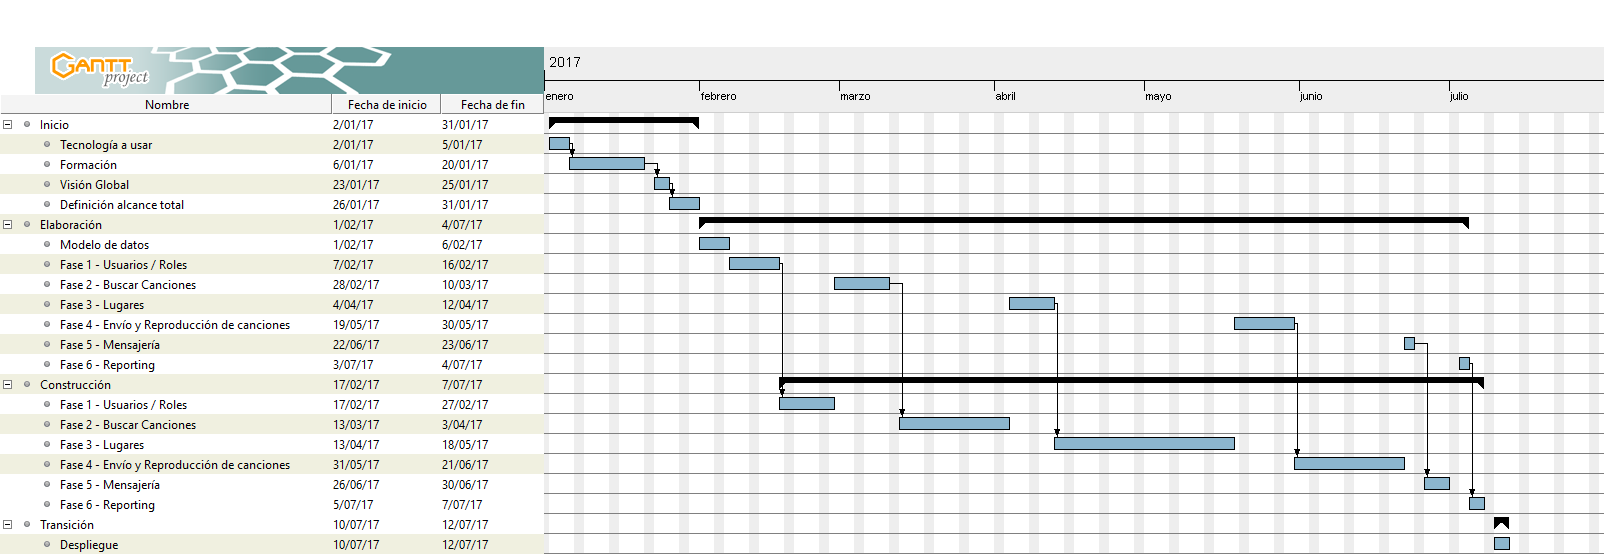 GANTT
project
2017
Nombre Fecha de inicio Fecha de fin enero febrero marzo abril mayo junio julio
Inicio 2/01/17 31/01/17
Tecnología a usar 2/01/17 5/01/17
Formación 6/01/17 20/01/17
Visión Global 23/01/17 25/01/17
Definición alcance total 26/01/17 31/01/17
Elaboración 1/02/17 4/07/17
Modelo de datos 1/02/17 6/02/17
Fase 1 - Usuarios / Roles 7/02/17 16/02/17
Fase 2 - Buscar Canciones 28/02/17 10/03/17
Fase 3 - Lugares 4/04/17 12/04/17
Fase 4 - Envío y Reproducción de canciones 19/05/17 30/05/17
Fase 5 - Mensajería 22/06/17 23/06/17
Fase 6 - Reporting 3/07/17 4/07/17
Construcción 17/02/17 7/07/17
Fase 1 - Usuarios / Roles 17/02/17 27/02/17
Fase 2 - Buscar Canciones 13/03/17 3/04/17
Fase 3 - Lugares 13/04/17 18/05/17
Fase 4 - Envío y Reproducción de canciones 31/05/17 21/06/17
Fase 5 - Mensajería 26/06/17 30/06/17
Fase 6 - Reporting 5/07/17 7/07/17
Transición 10/07/17 12/07/17
Despliegue 10/07/17 12/07/17